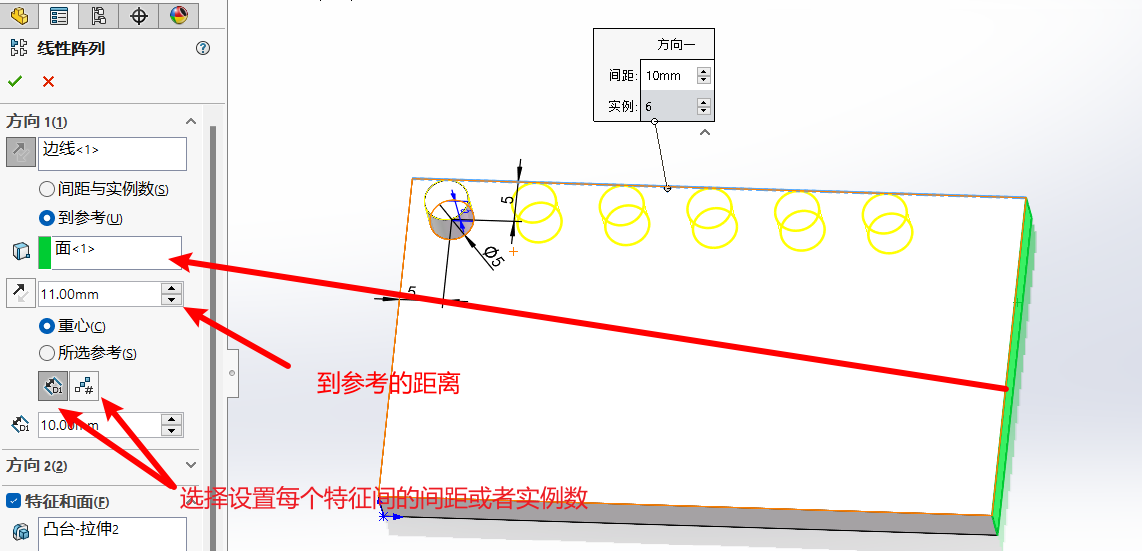 线性阵列
方向一
间距: 10mm
实例: 6
方向 1(1)
边线<1>
间距与实例数(S)
到参考(U)
面<1>
11.00mm
重心(C)
所选参考(S)
D1
#
D1
10.00mm
方向 2(2)
特征和面(F)
凸台-拉伸2
5
Ø5
5
到参考的距离
选择设置每个特征间的间距或者实例数